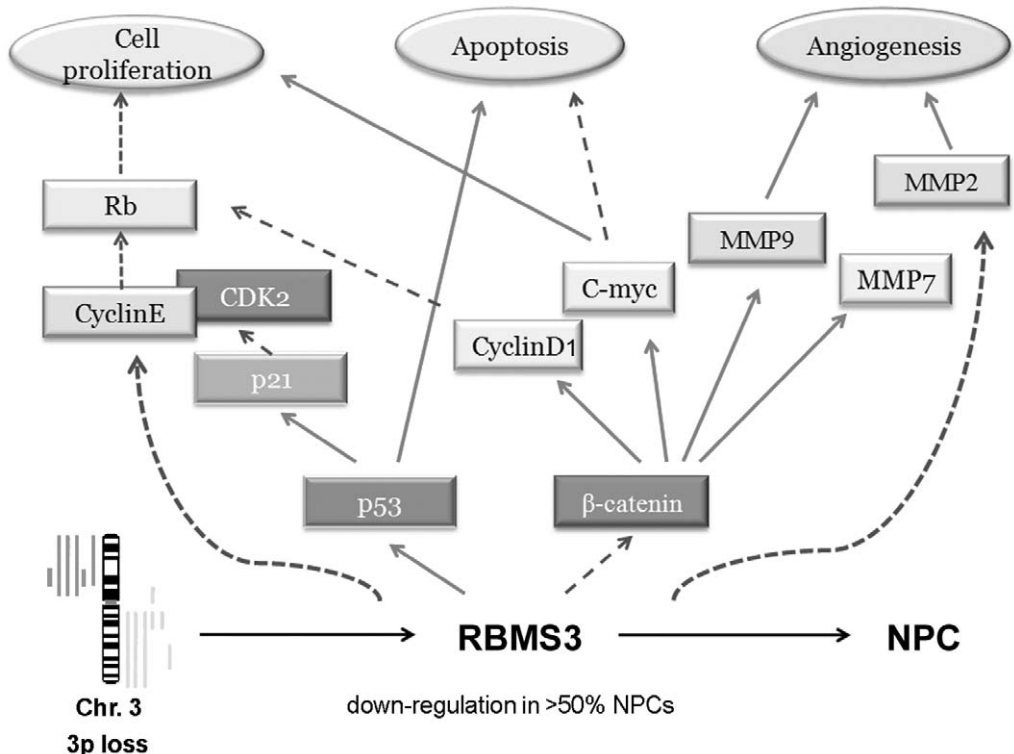 Cell
proliferation
Apoptosis
Angiogenesis
Rb
MMP2
MMP9
CDK2
C-myc
MMP7
CyclinE
CyclinD1
p21
p53
β-catenin
RBMS3
NPC
Chr. 3
3p loss
down-regulation in >50% NPCs